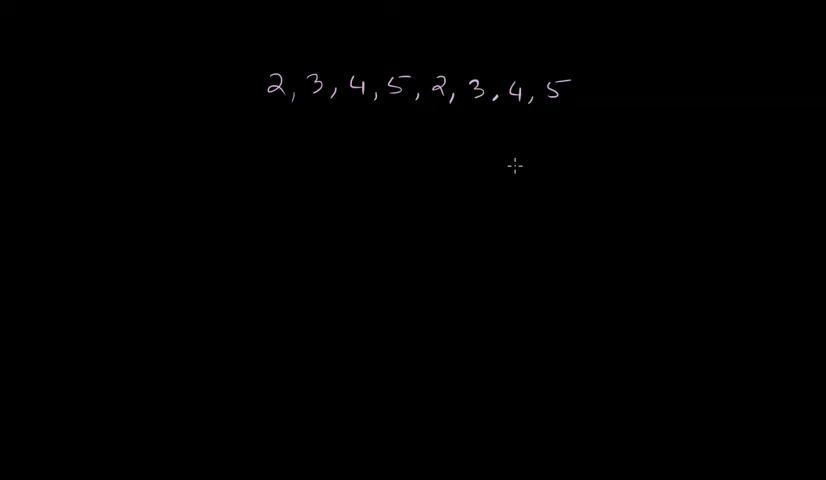 2, 3, 4, 5, 2, 3. 4, 5